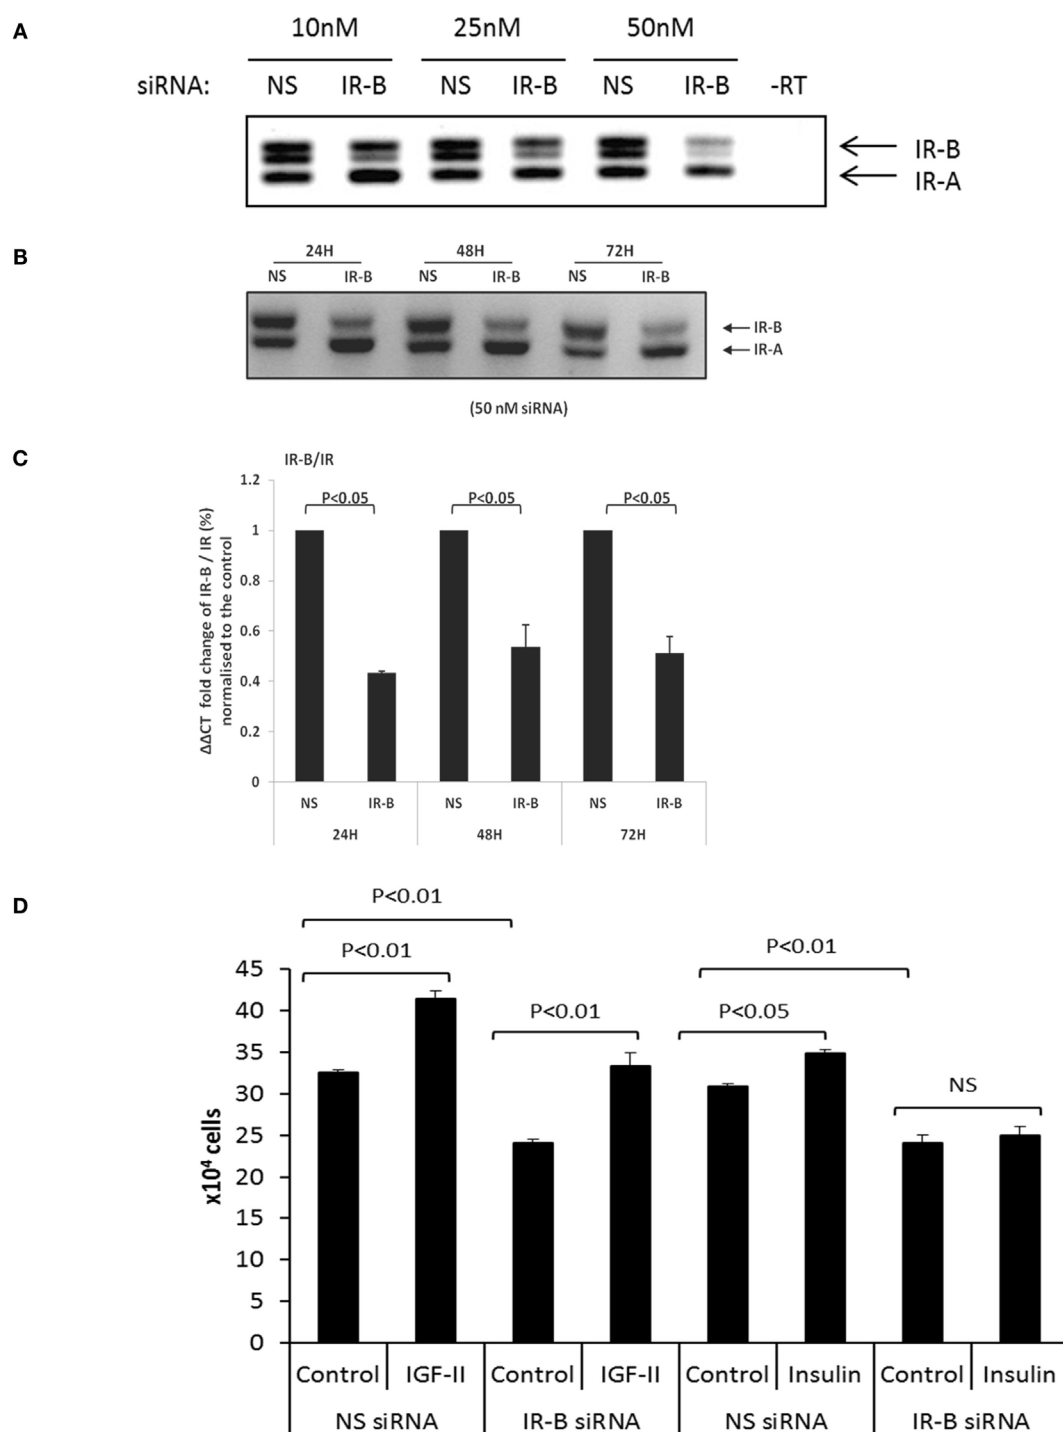 A
10nM 25nM 50nM
siRNA: NS IR-B NS IR-B NS IR-B -RT
IR-B
IR-A
B
24H 48H 72H
NS IR-B NS IR-B NS IR-B
IR-B
IR-A
(50 nM siRNA)
C
IR-B/IR
ΔΔCT fold change of IR-B / IR (%)
normalised to the control
1.2
1
0.8
0.6
0.4
0.2
0
P<0.05 P<0.05 P<0.05
NS IR-B NS IR-B NS IR-B
24H 48H 72H
D
P<0.01
P<0.01
P<0.01
P<0.01
P<0.05
P<0.01
NS
x10⁴ cells
45
40
35
30
25
20
15
10
5
0
Control IGF-II Control IGF-II Control Insulin Control Insulin
NS siRNA IR-B siRNA NS siRNA IR-B siRNA